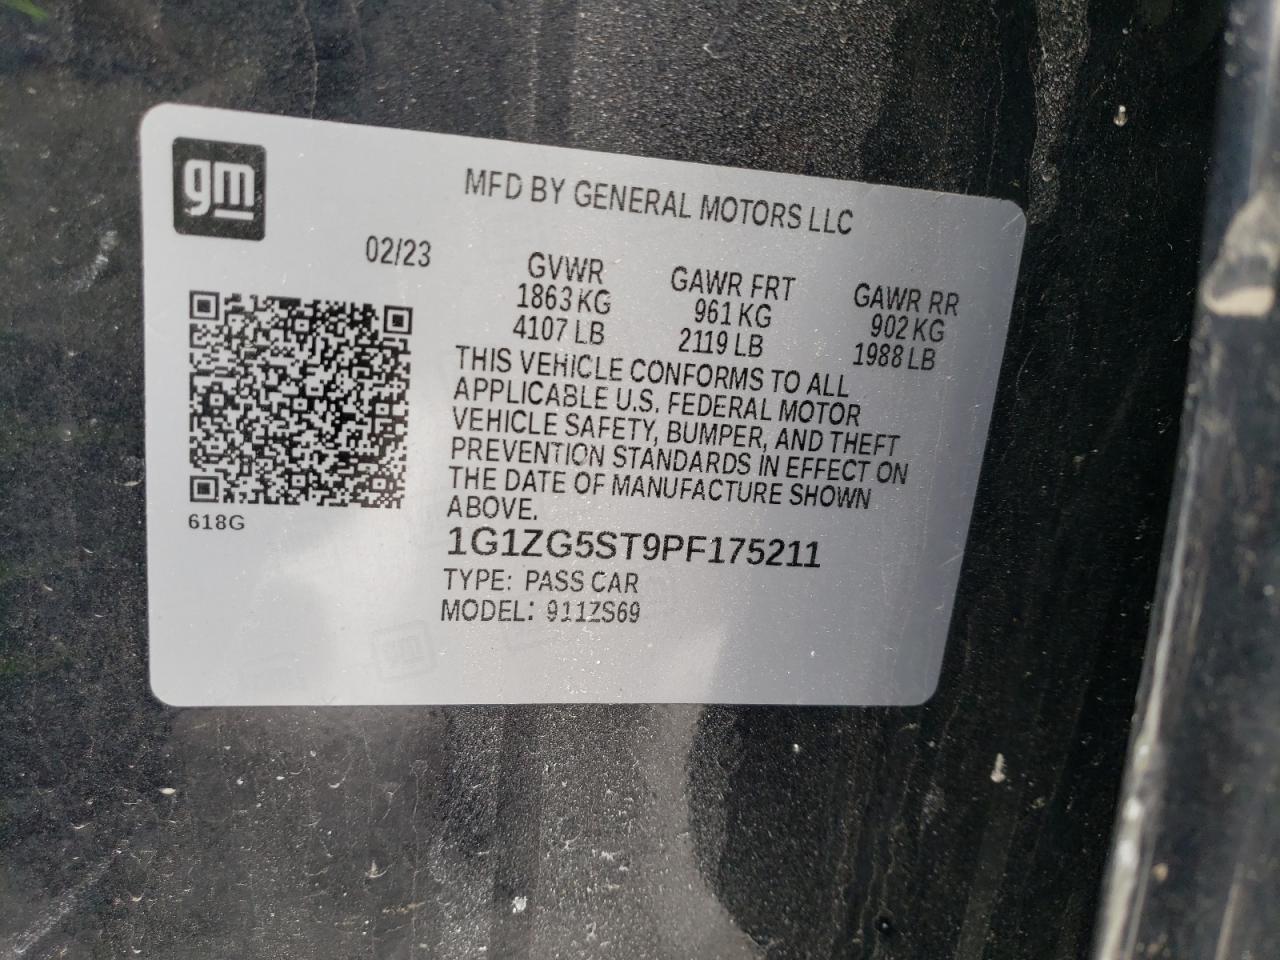 gm
MFD BY GENERAL MOTORS LLC
02/23
GVWR
1863 KG
4107 LB
GAWR FRT
961 KG
2119 LB
GAWR RR
902 KG
1988 LB
THIS VEHICLE CONFORMS TO ALL
APPLICABLE U.S. FEDERAL MOTOR
VEHICLE SAFETY, BUMPER, AND THEFT
PREVENTION STANDARDS IN EFFECT ON
THE DATE OF MANUFACTURE SHOWN
ABOVE.
618G
1G1ZG5ST9PF175211
TYPE: PASS CAR
MODEL: 911ZS69